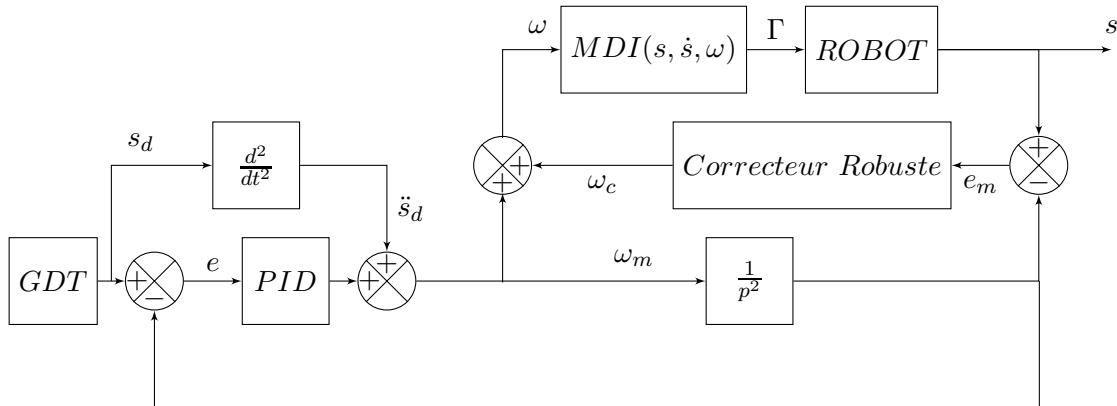 ω
MDI(s, ṡ, ω)
Γ
ROBOT
s
s_d
d²/dt²
+
+
+
ω_c
Correcteur Robuste
e_m
+
−
s̈_d
GDT
+
−
e
PID
+
+
ω_m
1/p²